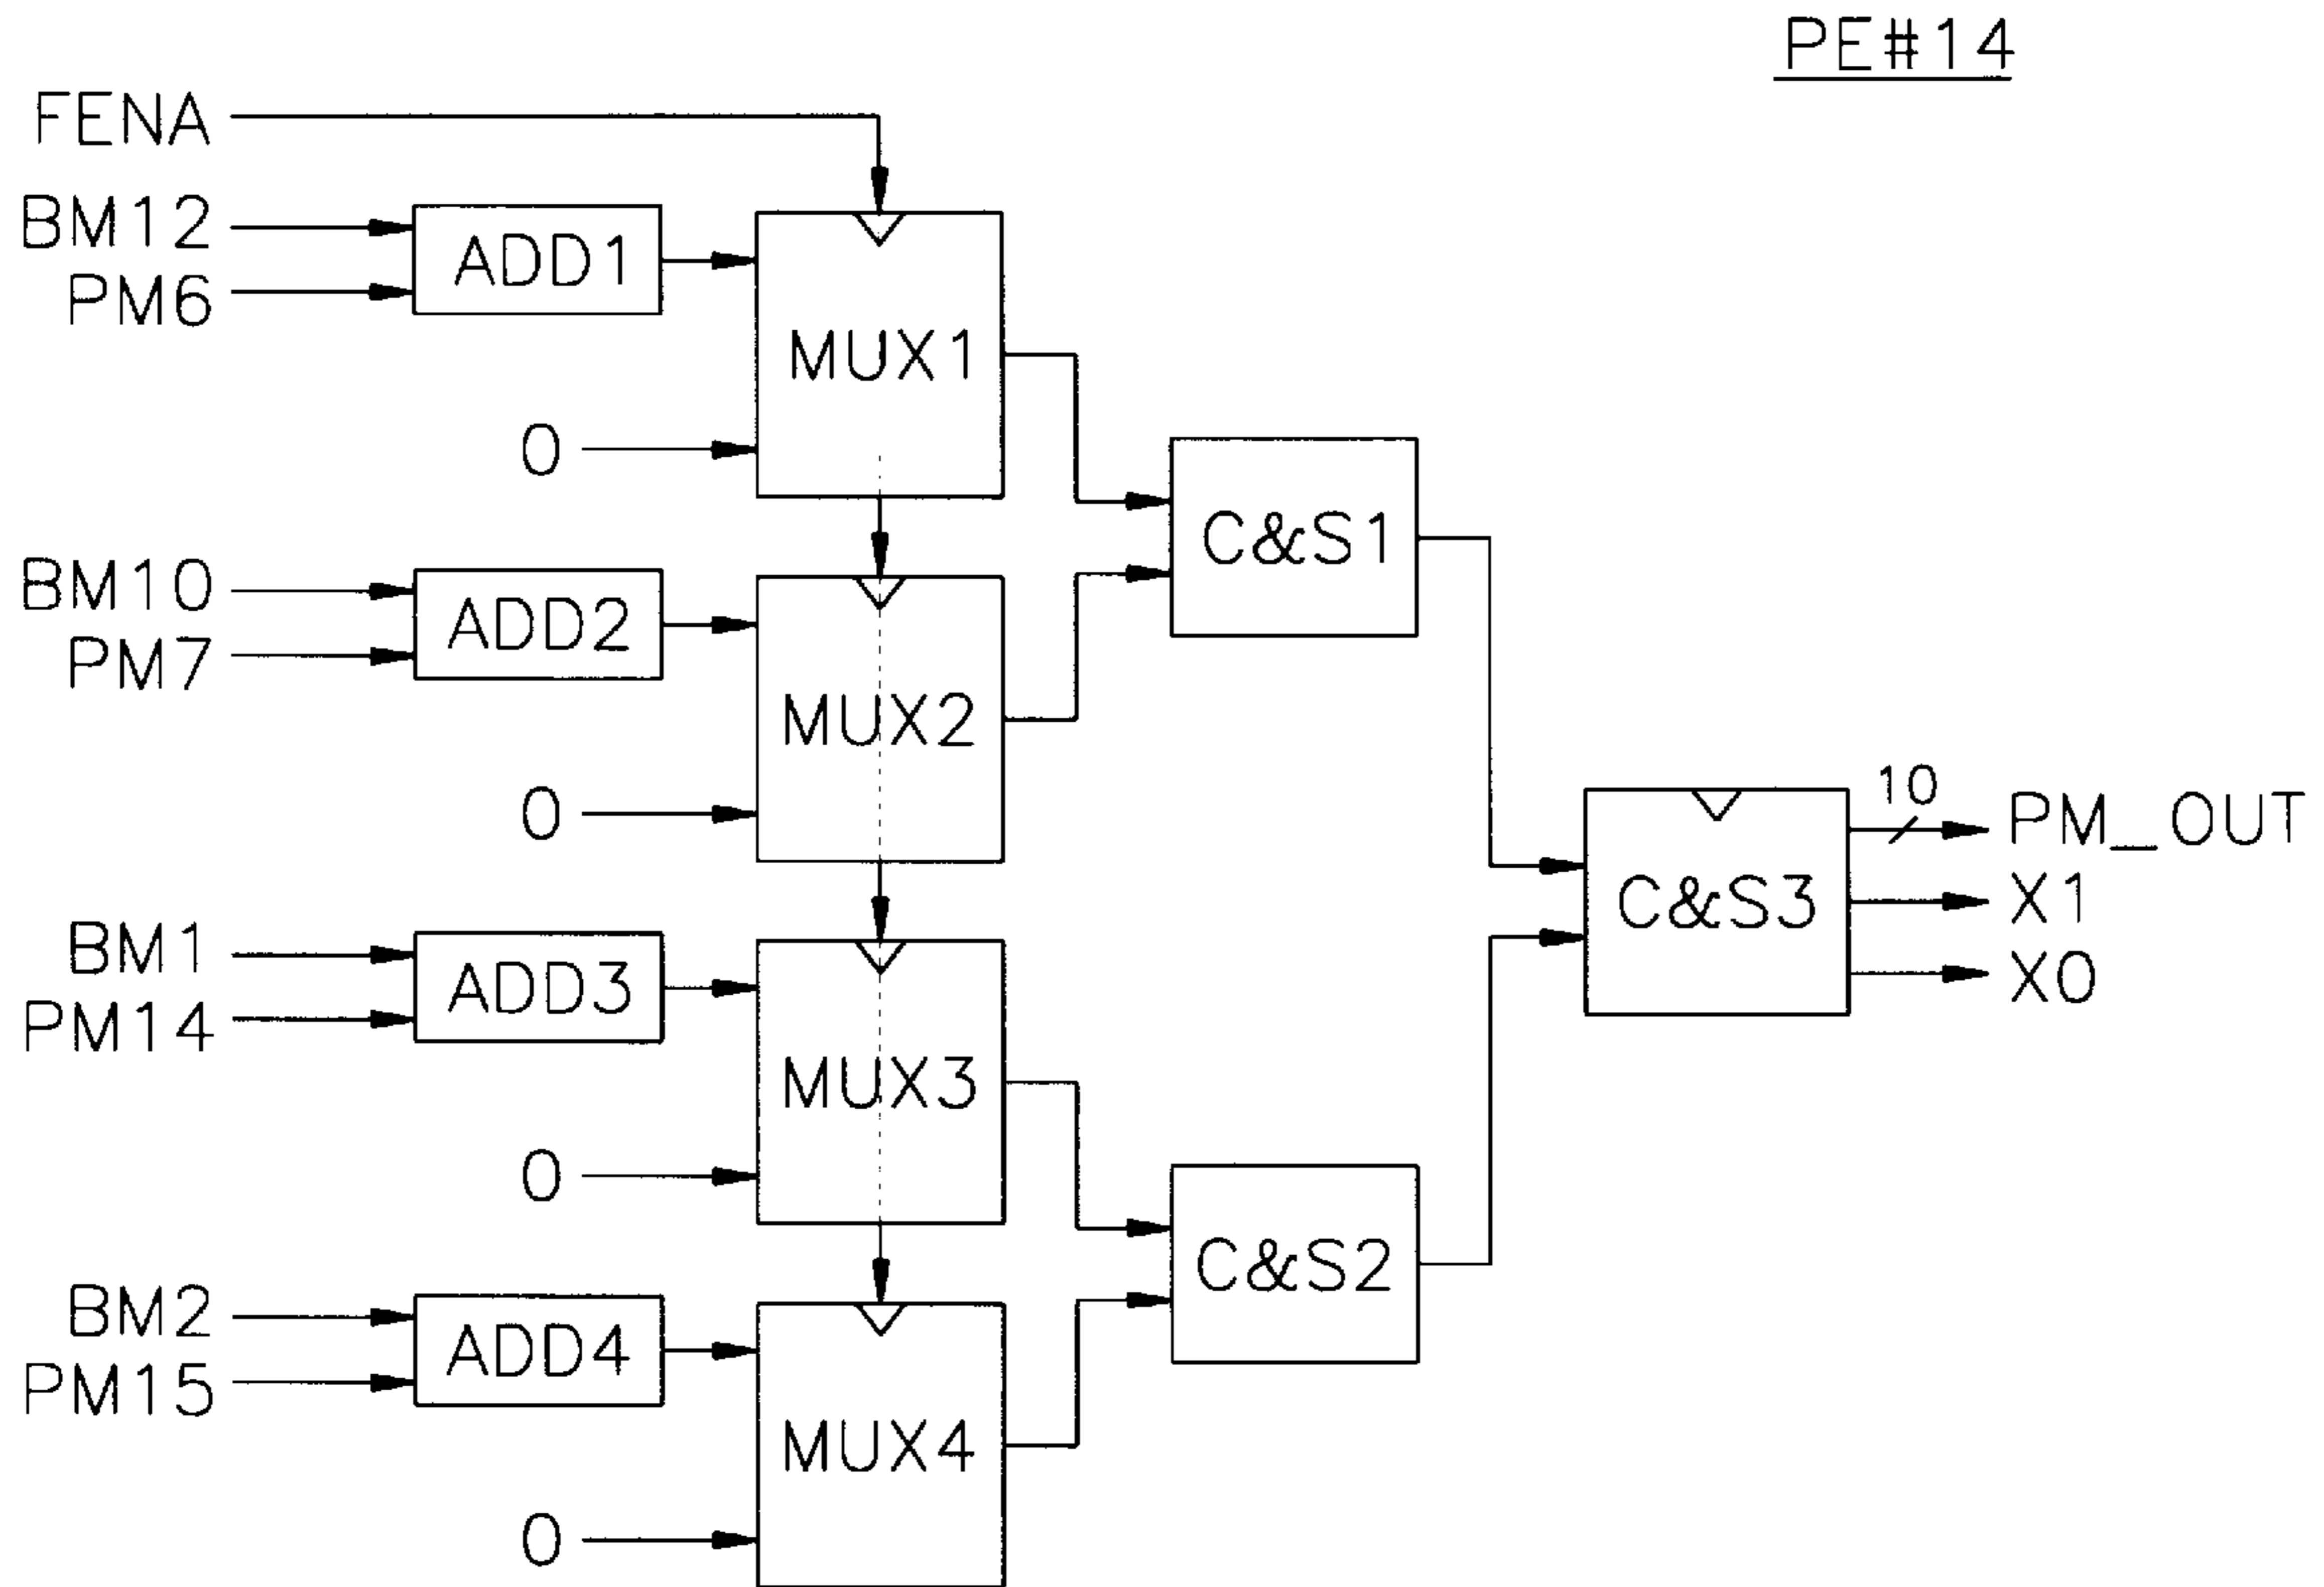 PE#14
FENA
BM12
PM6
ADD1
MUX1
0
C&S1
BM10
PM7
ADD2
MUX2
0
10
PM_OUT
X1
X0
C&S3
BM1
PM14
ADD3
MUX3
0
C&S2
BM2
PM15
ADD4
MUX4
0